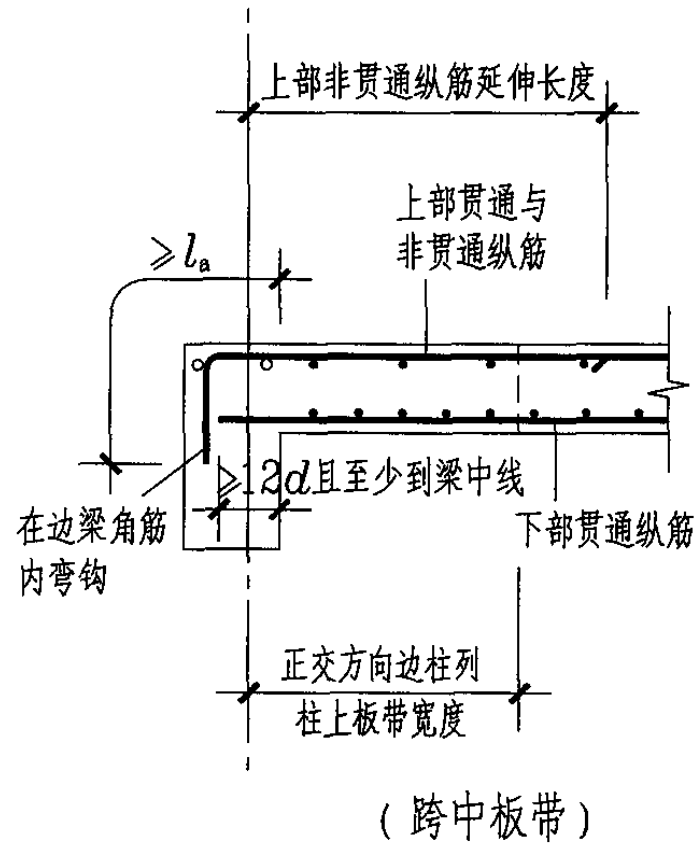 上部非贯通纵筋延伸长度
上部贯通与
非贯通纵筋
≥la
≥12d且至少到梁中线
在边梁角筋
内弯钩
下部贯通纵筋
正交方向边柱列
柱上板带宽度
(跨中板带)